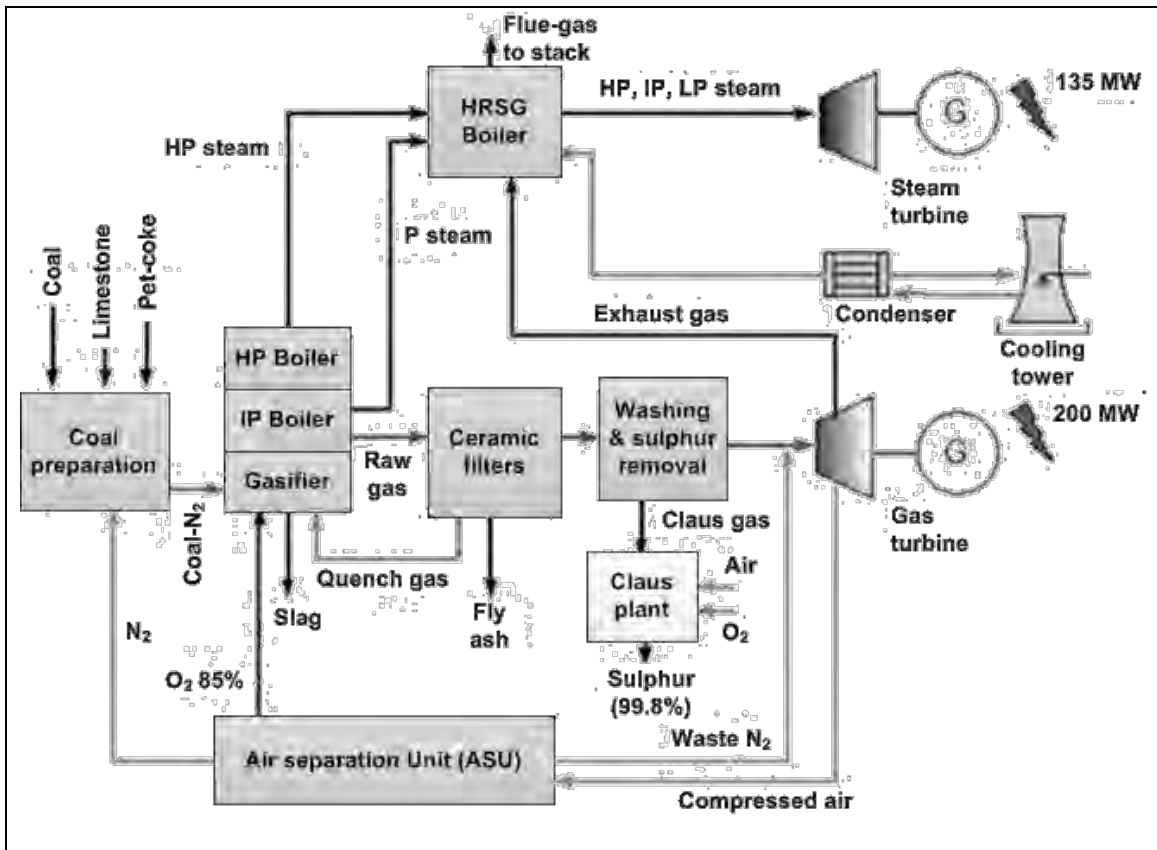 Flue-gas
to stack
HRSG
Boiler
HP, IP, LP steam
135 MW
G
Steam
turbine
HP steam
P steam
Coal
Limestone
Pet-coke
Condenser
Cooling
tower
Exhaust gas
HP Boiler
IP Boiler
Gasifier
Coal
preparation
Raw
gas
Ceramic
filters
Washing
& sulphur
removal
200 MW
G
Gas
turbine
Coal-N₂
Quench gas
Slag
Fly
ash
Claus gas
Claus
plant
Air
O₂
Sulphur
(99.8%)
N₂
O₂ 85%
Air separation Unit (ASU)
Waste N₂
Compressed air